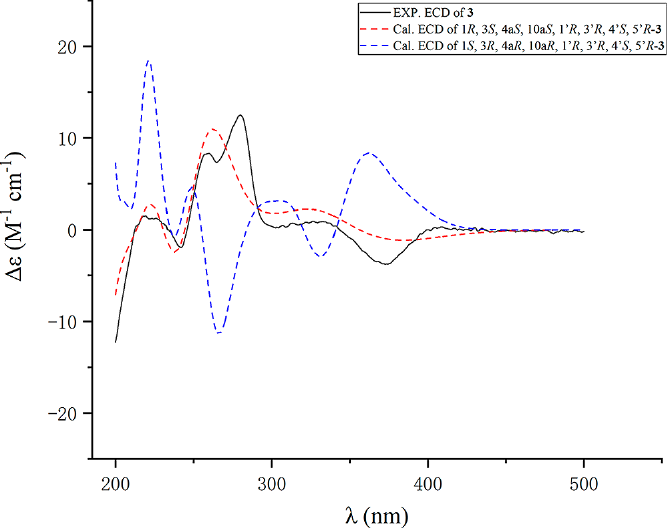 EXP. ECD of 3
Cal. ECD of 1R, 3S, 4aS, 10aS, 1'R, 3'R, 4'S, 5'R-3
Cal. ECD of 1S, 3R, 4aR, 10aR, 1'R, 3'R, 4'S, 5'R-3
20
10
0
−10
−20
Δε (M⁻¹ cm⁻¹)
200 300 400 500
λ (nm)